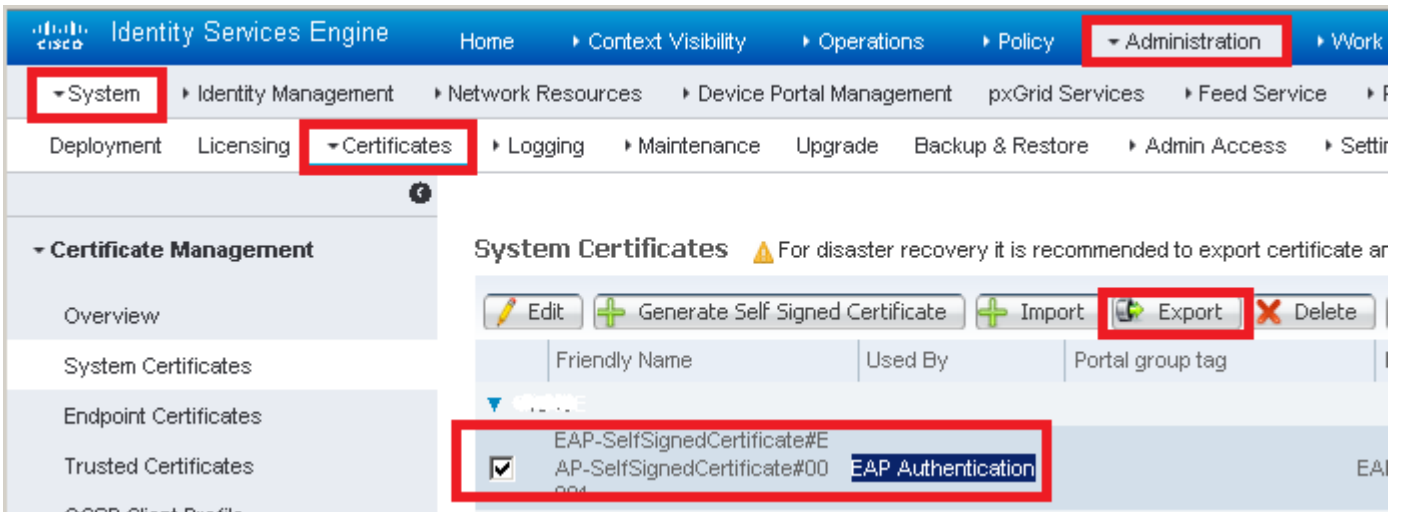 cisco Identity Services Engine Home Context Visibility Operations Policy Administration Work
System Identity Management Network Resources Device Portal Management pxGrid Services Feed Service
Deployment Licensing Certificates Logging Maintenance Upgrade Backup & Restore Admin Access
Certificate Management
Overview
System Certificates
Endpoint Certificates
Trusted Certificates
System Certificates For disaster recovery it is recommended to export certificate
Edit Generate Self Signed Certificate Import Export Delete
Friendly Name Used By Portal group tag
EAP-SelfSignedCertificate#E
AP-SelfSignedCertificate#00 EAP Authentication